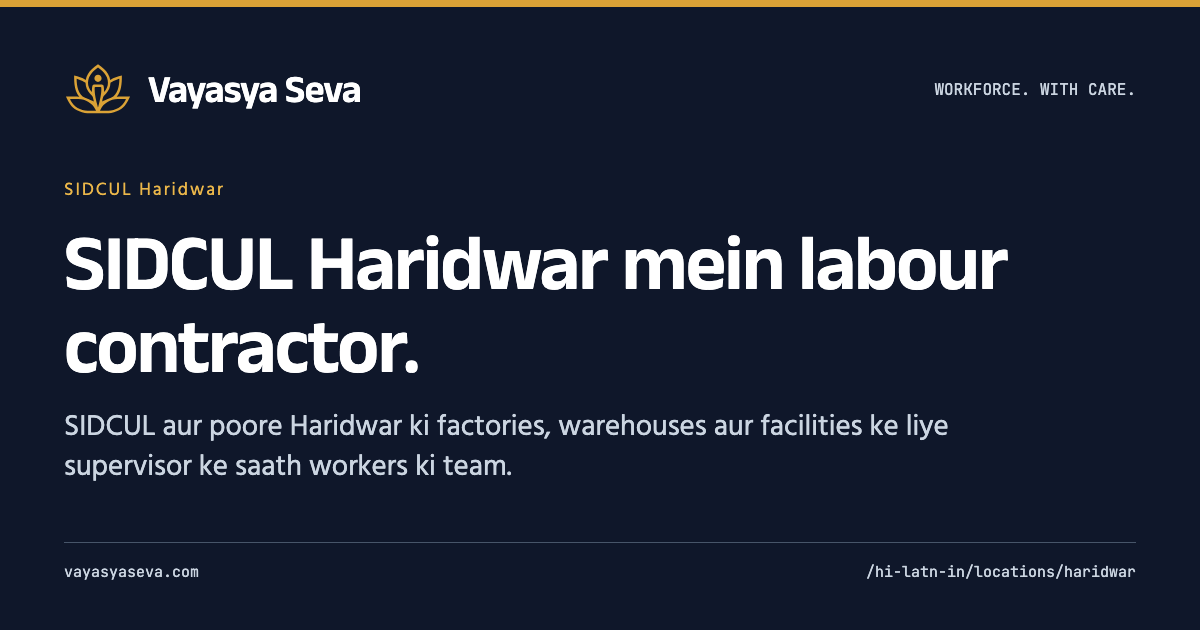 Vayasya Seva
WORKFORCE. WITH CARE.
SIDCUL Haridwar
SIDCUL Haridwar mein labour
contractor.
SIDCUL aur poore Haridwar ki factories, warehouses aur facilities ke liye
supervisor ke saath workers ki team.
vayasyaseva.com
/hi-latn-in/locations/haridwar